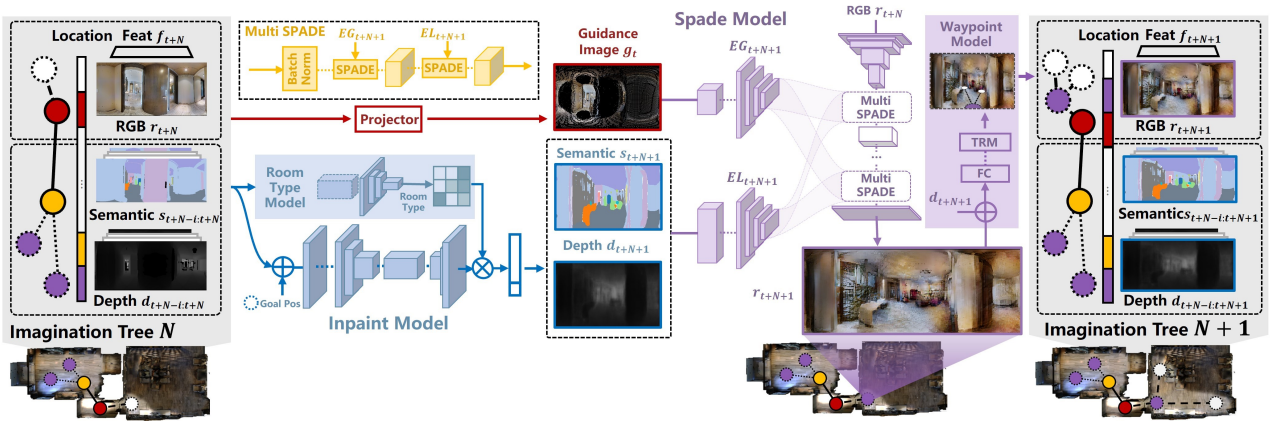 Location Feat f_{t+N}
RGB r_{t+N}
Semantic s_{t+N-i:t+N}
Depth d_{t+N-i:t+N}
Imagination Tree N
Multi SPADE
EG_{t+N+1}
EL_{t+N+1}
Batch
Norm
SPADE
SPADE
Projector
Room
Type
Model
Room
Type
Goal Pos
Inpaint Model
Guidance
Image g_t
Semantic s_{t+N+1}
Depth d_{t+N+1}
Spade Model
EG_{t+N+1}
EL_{t+N+1}
RGB r_{t+N}
Multi
SPADE
Multi
SPADE
r_{t+N+1}
Waypoint
Model
TRM
FC
d_{t+N+1}
Location Feat f_{t+N+1}
RGB r_{t+N+1}
Semantics_{t+N-i:t+N+1}
Depth d_{t+N-i:t+N+1}
Imagination Tree N + 1